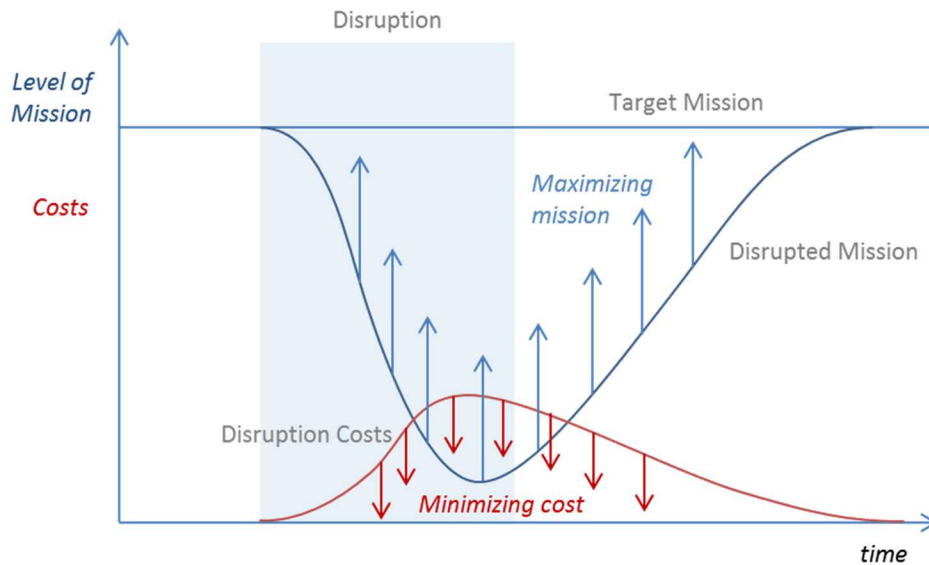 Disruption
Level of
Mission
Target Mission
Costs
Maximizing
mission
Disrupted Mission
Disruption Costs
Minimizing cost
time